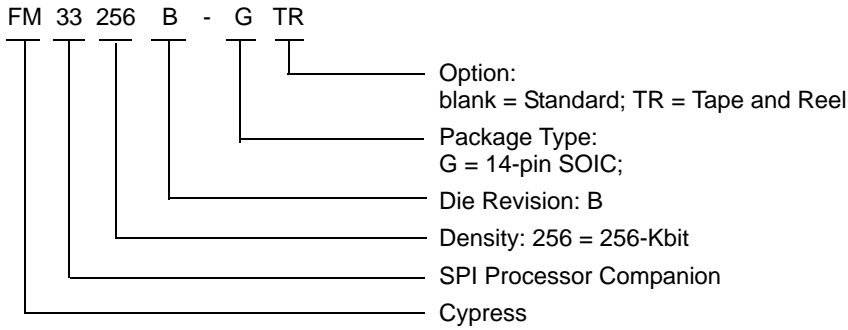 FM 33 256 B - G TR
Option:
blank = Standard; TR = Tape and Reel
Package Type:
G = 14-pin SOIC;
Die Revision: B
Density: 256 = 256-Kbit
SPI Processor Companion
Cypress